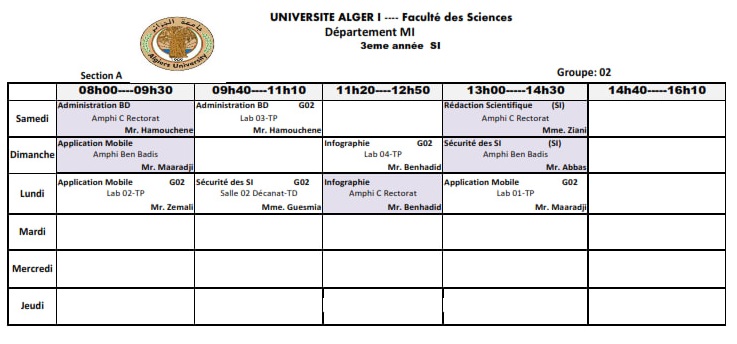 UNIVERSITE ALGER I ---- Faculté des Sciences
Département MI
3eme année SI
Algiers University
Section A
Groupe: 02
08h00----09h30 09h40----11h10 11h20----12h50 13h00-----14h30 14h40-----16h10
Samedi
Administration BD
Amphi C Rectorat
Mr. Hamouchene
Administration BD G02
Lab 03-TP
Mr. Hamouchene
Rédaction Scientifique (SI)
Amphi C Rectorat
Mme. Ziani
Dimanche
Application Mobile
Amphi Ben Badis
Mr. Maaradji
Infographie G02
Lab 04-TP
Mr. Benhadid
Sécurité des SI (SI)
Amphi Ben Badis
Mr. Abbas
Lundi
Application Mobile G02
Lab 02-TP
Mr. Zemali
Sécurité des SI G02
Salle 02 Décanat-TD
Mme. Guesmia
Infographie
Amphi C Rectorat
Mr. Benhadid
Application Mobile G02
Lab 01-TP
Mr. Maaradji
Mardi
Mercredi
Jeudi